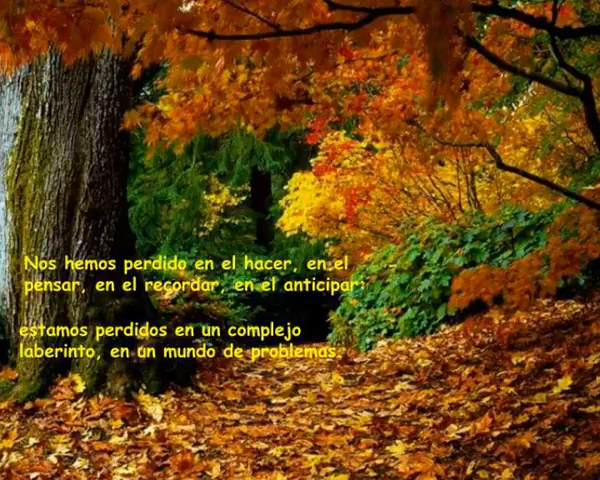 Nos hemos perdido en el hacer, en el
pensar, en el recordar, en el anticipar:
estamos perdidos en un complejo
laberinto, en un mundo de problemas.